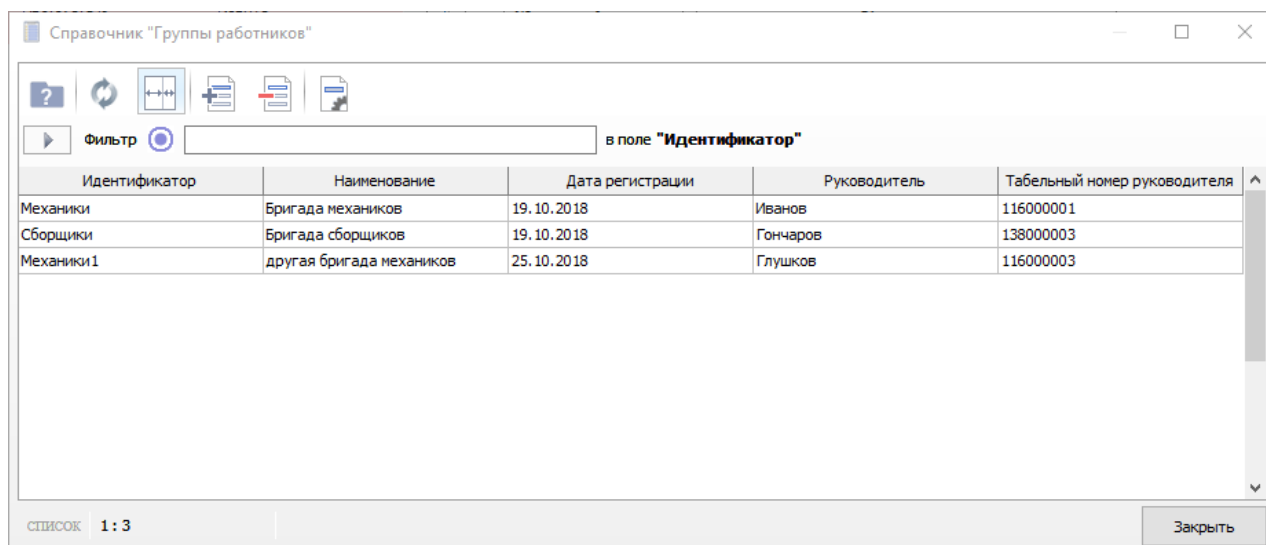 Справочник "Группы работников"
Фильтр в поле "Идентификатор"
Идентификатор Наименование Дата регистрации Руководитель Табельный номер руководителя
Механики Бригада механиков 19.10.2018 Иванов 116000001
Сборщики Бригада сборщиков 19.10.2018 Гончаров 138000003
Механики1 другая бригада механиков 25.10.2018 Глушков 116000003
список 1:3 Закрыть